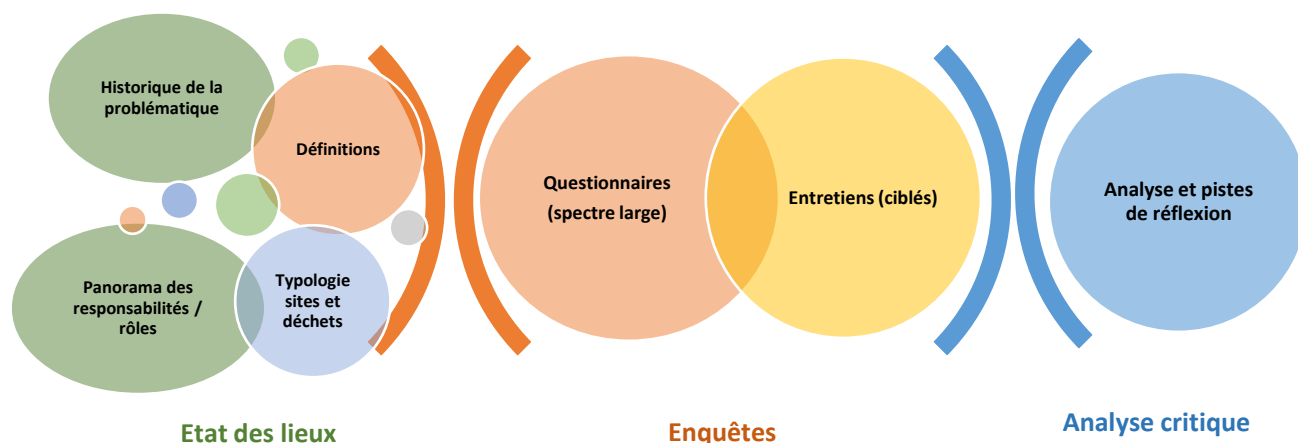 Historique de la
problématique
Définitions
Panorama des
responsabilités /
rôles
Typologie
sites et
déchets
Etat des lieux
Questionnaires
(spectre large)
Entretiens (ciblés)
Enquêtes
Analyse et pistes
de réflexion
Analyse critique